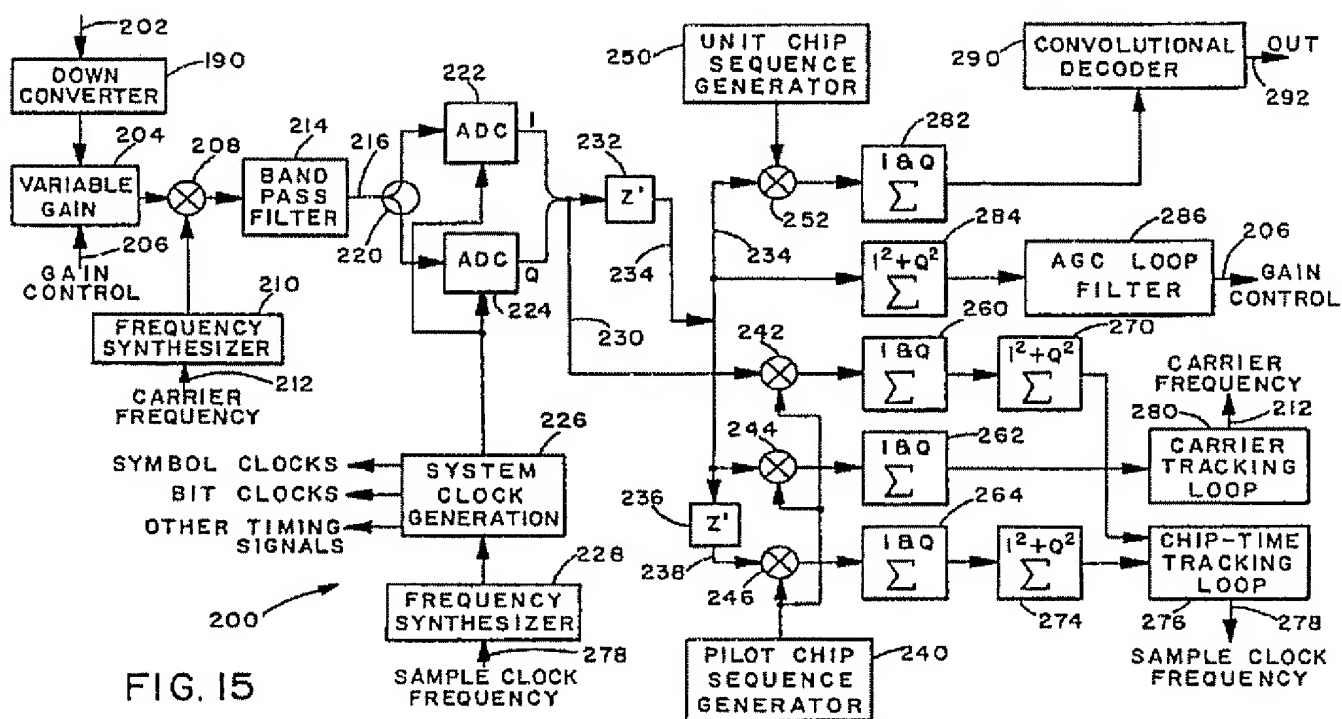 202
DOWN
CONVERTER
190
204
VARIABLE
GAIN
206
GAIN
CONTROL
208
214
BAND
PASS
FILTER
216
220
222
ADC
I
ADC
Q
224
210
FREQUENCY
SYNTHESIZER
212
CARRIER
FREQUENCY
230
232
Z'
234
234
226
SYMBOL CLOCKS
BIT CLOCKS
OTHER TIMING
SIGNALS
SYSTEM
CLOCK
GENERATION
228
FREQUENCY
SYNTHESIZER
278
SAMPLE CLOCK
FREQUENCY
200
FIG. 15
250
UNIT CHIP
SEQUENCE
GENERATOR
252
282
I & Q
Σ
290
CONVOLUTIONAL
DECODER
OUT
292
284
I²+Q²
Σ
286
AGC LOOP
FILTER
206
GAIN
CONTROL
242
260
I & Q
Σ
270
I²+Q²
Σ
CARRIER
FREQUENCY
212
280
CARRIER
TRACKING
LOOP
244
262
I & Q
Σ
236
Z'
238
246
264
I & Q
Σ
I²+Q²
Σ
274
CHIP-TIME
TRACKING
LOOP
276
278
SAMPLE CLOCK
FREQUENCY
PILOT CHIP
SEQUENCE
GENERATOR
240